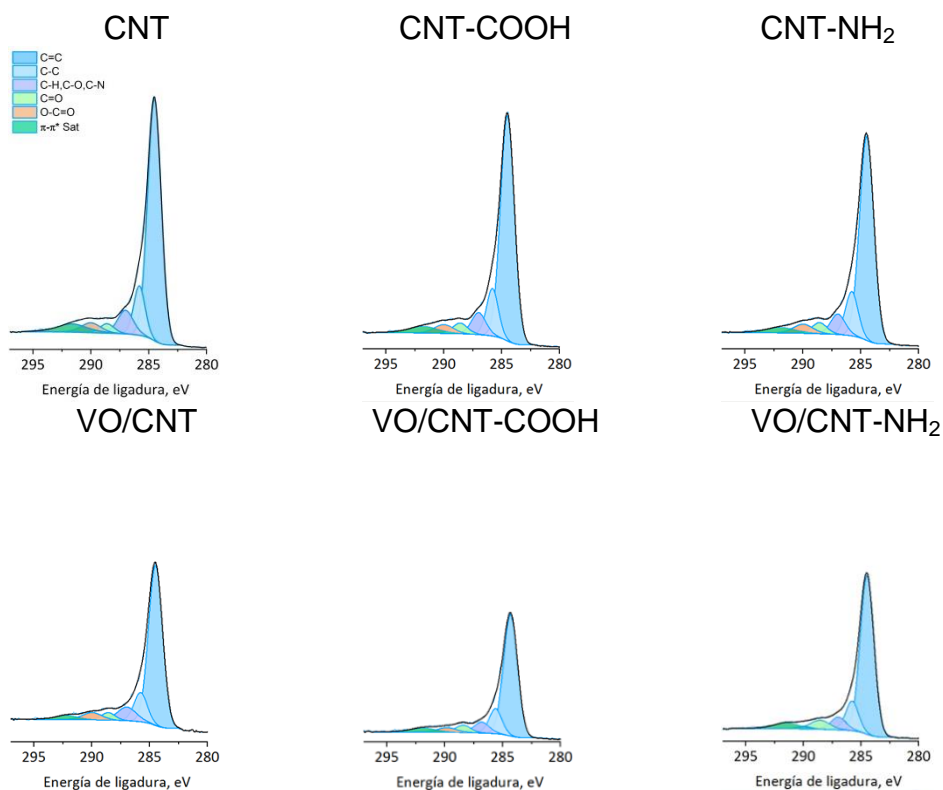 CNT CNT-COOH CNT-NH₂
C=C
C-C
C-H,C-O,C-N
C=O
O-C=O
π-π* Sat
295 290 285 280 295 290 285 280 295 290 285 280
Energía de ligadura, eV Energía de ligadura, eV Energía de ligadura, eV
VO/CNT VO/CNT-COOH VO/CNT-NH₂
295 290 285 280 295 290 285 280 295 290 285 280
Energía de ligadura, eV Energía de ligadura, eV Energía de ligadura, eV